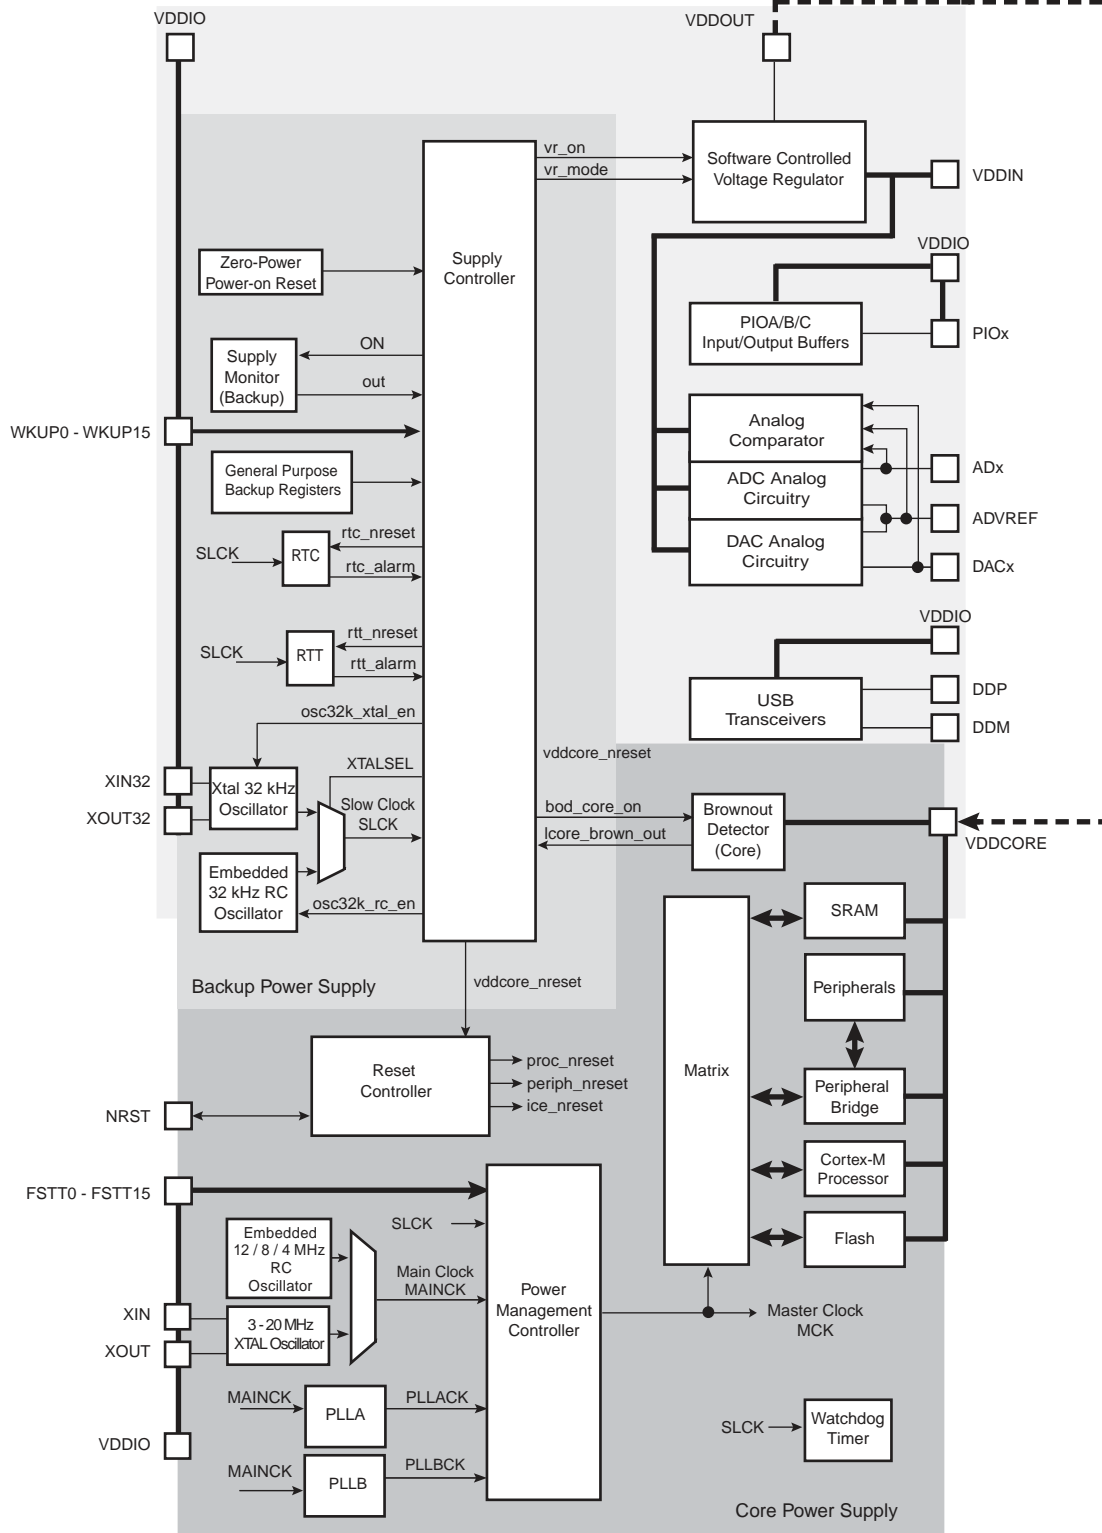 VDDIO
VDDOUT
vr_on
vr_mode
Software Controlled
Voltage Regulator
VDDIN
Supply
Controller
Zero-Power
Power-on Reset
VDDIO
PIOA/B/C
Input/Output Buffers
PIOx
Supply
Monitor
(Backup)
ON
out
WKUP0 - WKUP15
Analog
Comparator
General Purpose
Backup Registers
ADC Analog
Circuitry
ADx
ADVREF
DAC Analog
Circuitry
DACx
SLCK
RTC
rtc_nreset
rtc_alarm
SLCK
RTT
rtt_nreset
rtt_alarm
VDDIO
USB
Transceivers
DDP
DDM
osc32k_xtal_en
vddcore_nreset
XTALSEL
XIN32
XOUT32
Xtal 32 kHz
Oscillator
Slow Clock
SLCK
bod_core_on
lcore_brown_out
Brownout
Detector
(Core)
VDDCORE
Embedded
32 kHz RC
Oscillator
osc32k_rc_en
SRAM
Backup Power Supply
vddcore_nreset
Peripherals
Reset
Controller
proc_nreset
periph_nreset
ice_nreset
Matrix
Peripheral
Bridge
NRST
Cortex-M
Processor
FSTT0 - FSTT15
SLCK
Flash
Embedded
12 / 8 / 4 MHz
RC
Oscillator
Main Clock
MAINCK
Power
Management
Controller
Master Clock
MCK
XIN
XOUT
3 - 20 MHz
XTAL Oscillator
MAINCK
PLLA
PLLACK
SLCK
Watchdog
Timer
VDDIO
MAINCK
PLLB
PLLBCK
Core Power Supply